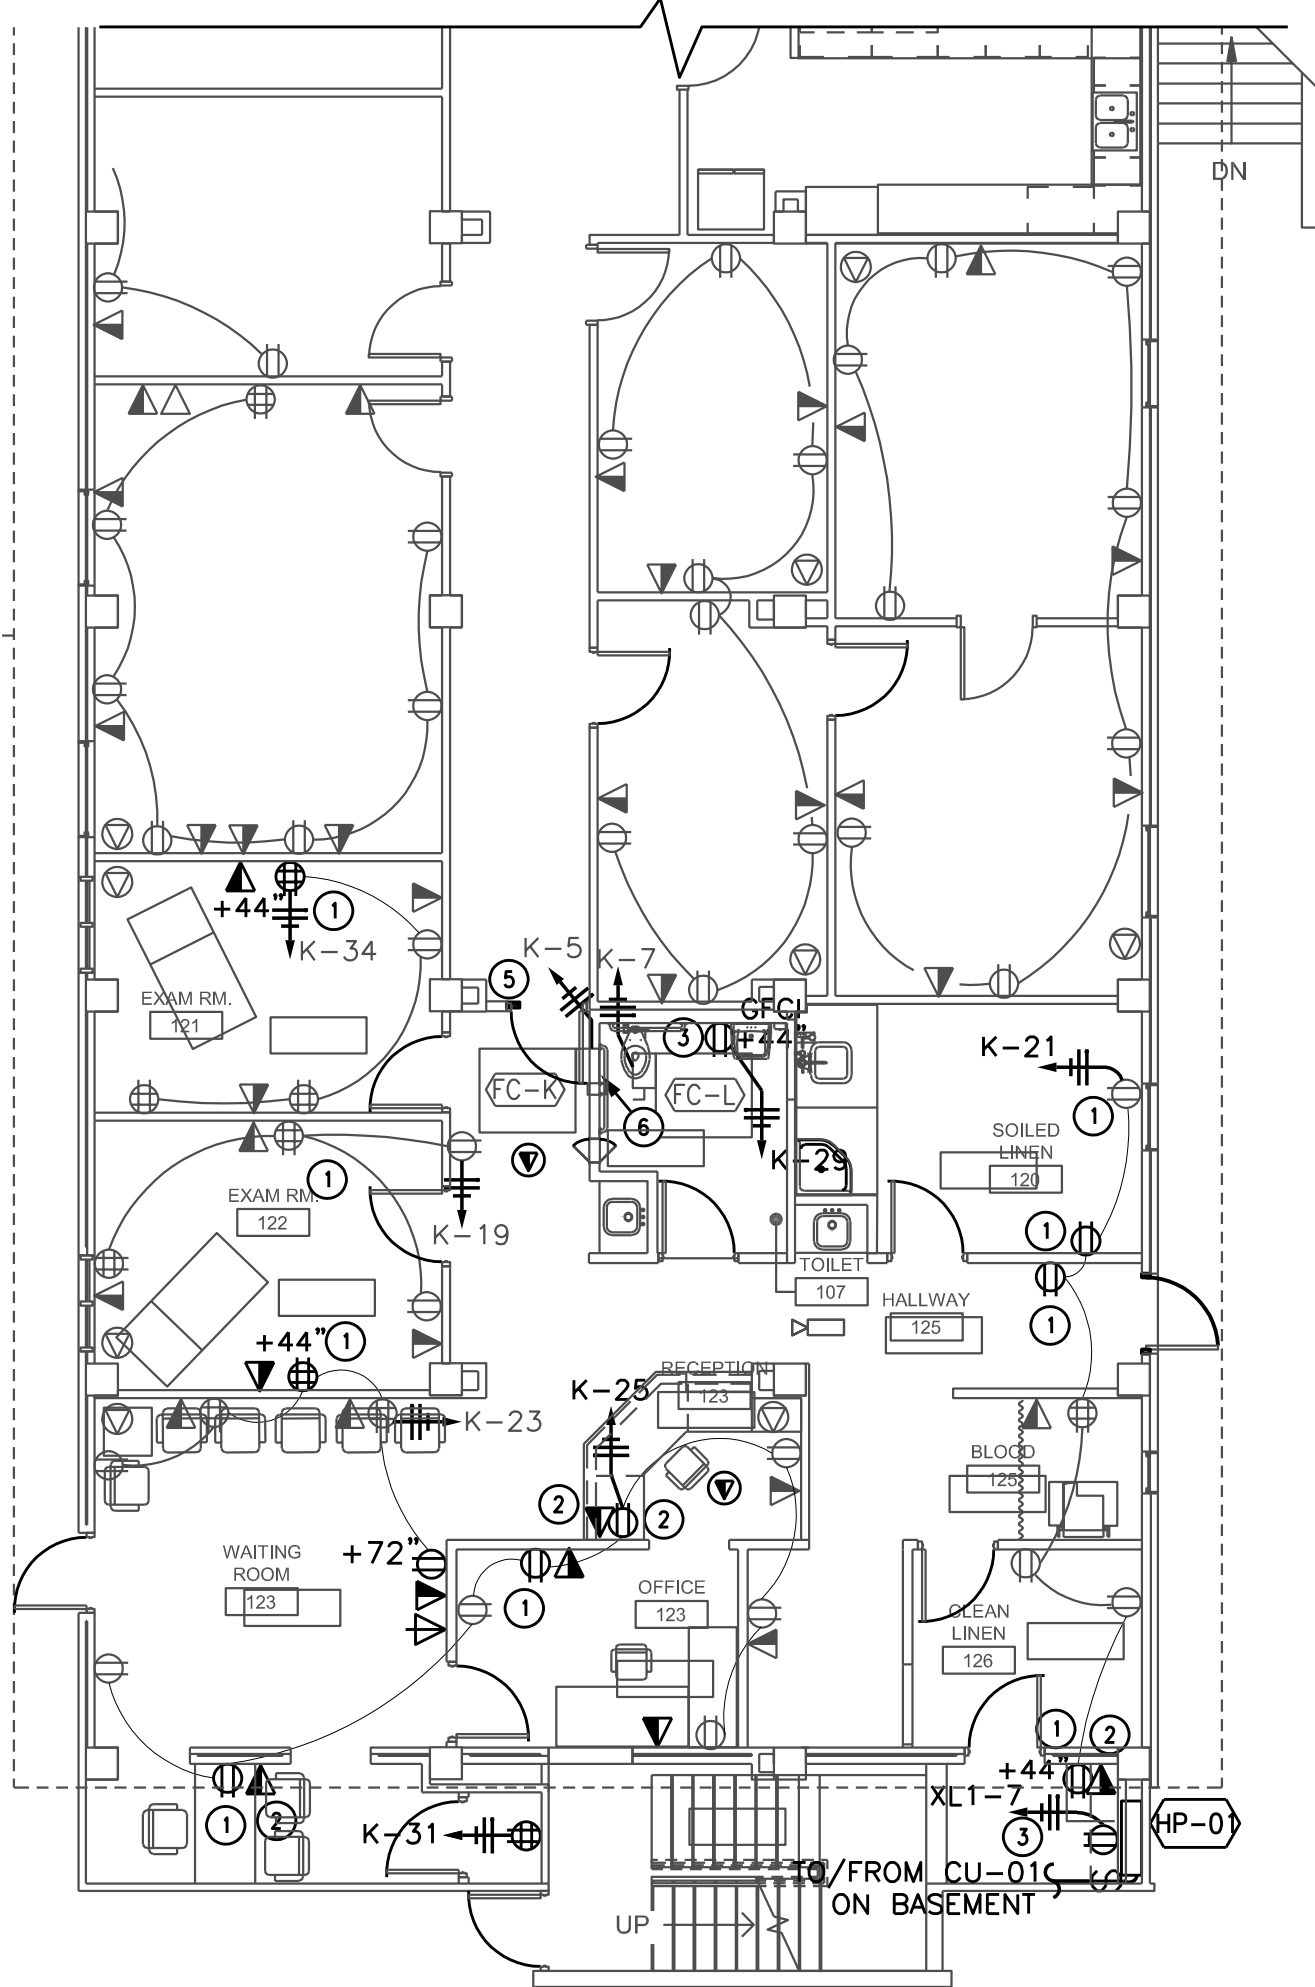 DN
+44"
1
K-34
EXAM RM.
121
K-5
K-7
5
GFCI
3
+44"
K-21
1
FC-K
FC-L
6
K-29
SOILED
LINEN
120
1
EXAM RM.
122
K-19
1
1
TOILET
107
HALLWAY
125
+44"
1
RECEPTION
123
K-25
K-23
BLOOD
125
2
2
+72"
WAITING
ROOM
123
1
OFFICE
123
CLEAN
LINEN
126
1
2
+44"
XL1-7
3
HP-01
1
2
K-31
TO/FROM CU-01
ON BASEMENT
UP